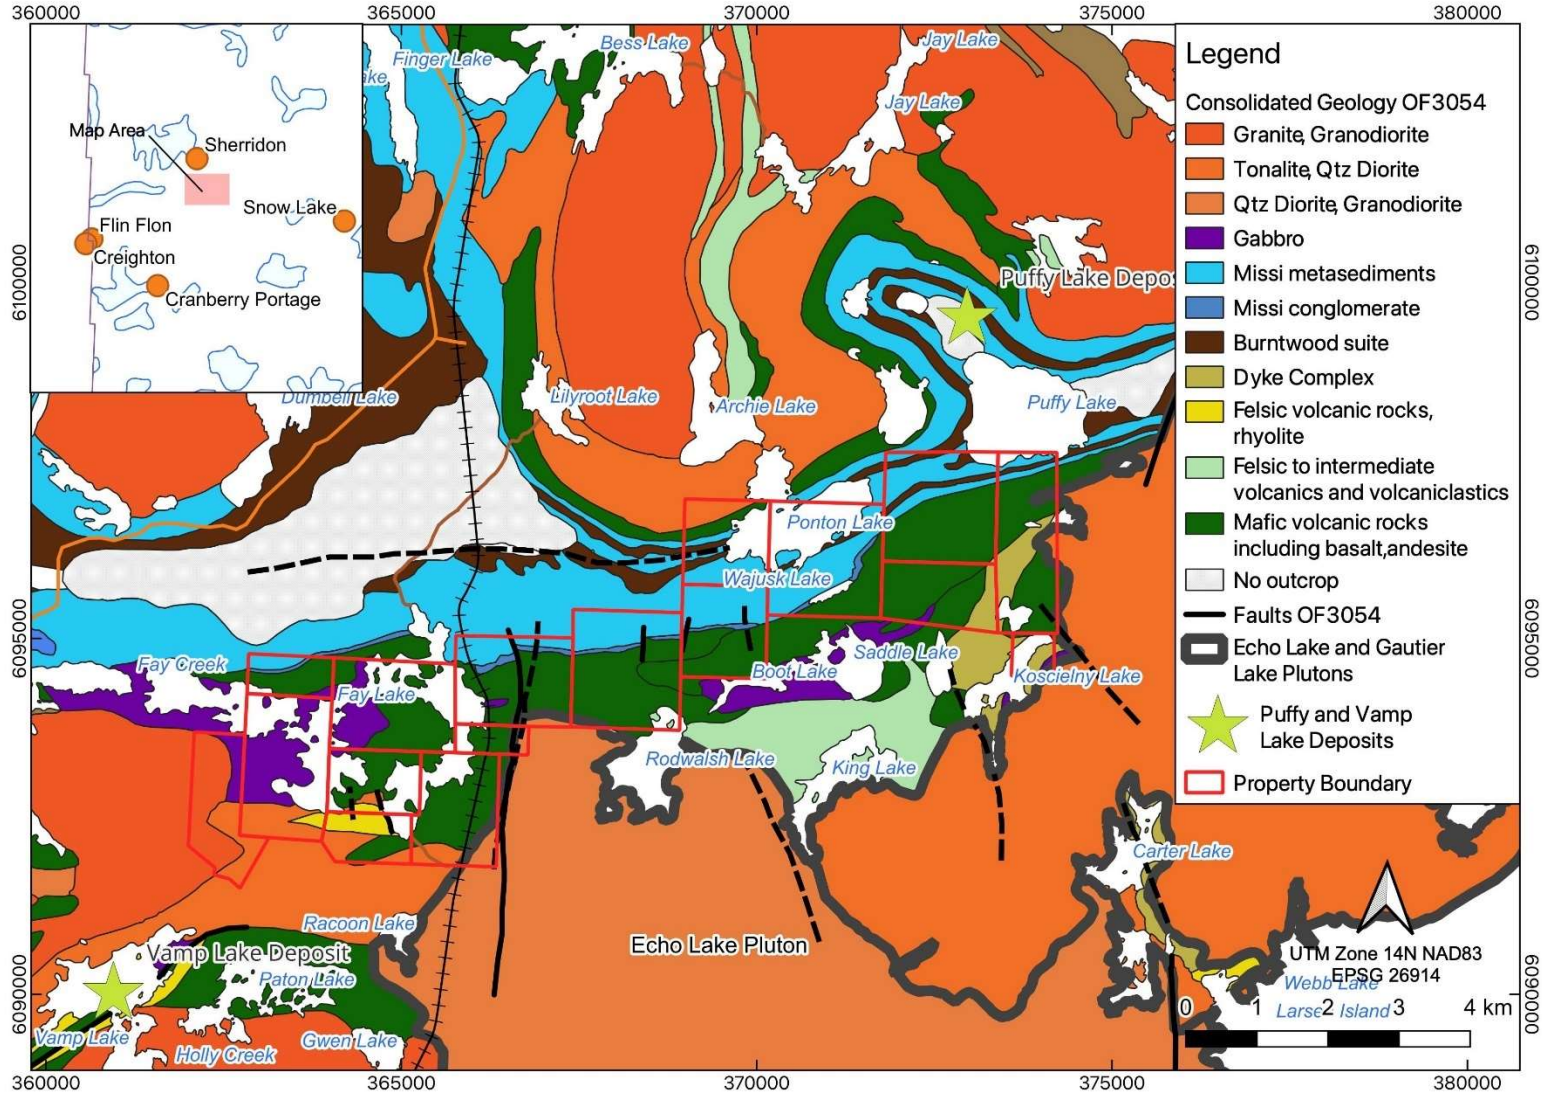 360000
365000
370000
375000
380000
Map Area
Sherridon
Snow Lake
Flin Flon
Creighton
Cranberry Portage
6100000
6095000
6090000
Finger Lake
Bess Lake
Jay Lake
ake
Jay Lake
Puffy Lake Depos
Dumbell Lake
Lilyroot Lake
Archie Lake
Puffy Lake
Ponton Lake
Wajusk Lake
Fay Creek
Fay Lake
Boot Lake
Saddle Lake
Koscielny Lake
Rodwalsh Lake
King Lake
Carter Lake
Racoon Lake
Vamp Lake Deposit
Paton Lake
Echo Lake Pluton
Vamp Lake
Holly Creek
Gwen Lake
Legend
Consolidated Geology OF3054
Granite, Granodiorite
Tonalite, Qtz Diorite
Qtz Diorite, Granodiorite
Gabbro
Missi metasediments
Missi conglomerate
Burntwood suite
Dyke Complex
Felsic volcanic rocks,
rhyolite
Felsic to intermediate
volcanics and volcaniclastics
Mafic volcanic rocks
including basalt,andesite
No outcrop
Faults OF3054
Echo Lake and Gautier
Lake Plutons
Puffy and Vamp
Lake Deposits
Property Boundary
UTM Zone 14N NAD83
EPSG 26914
Webb Lake
Island
0 1 2 3 4 km
6100000
6095000
6090000
360000
365000
370000
375000
380000